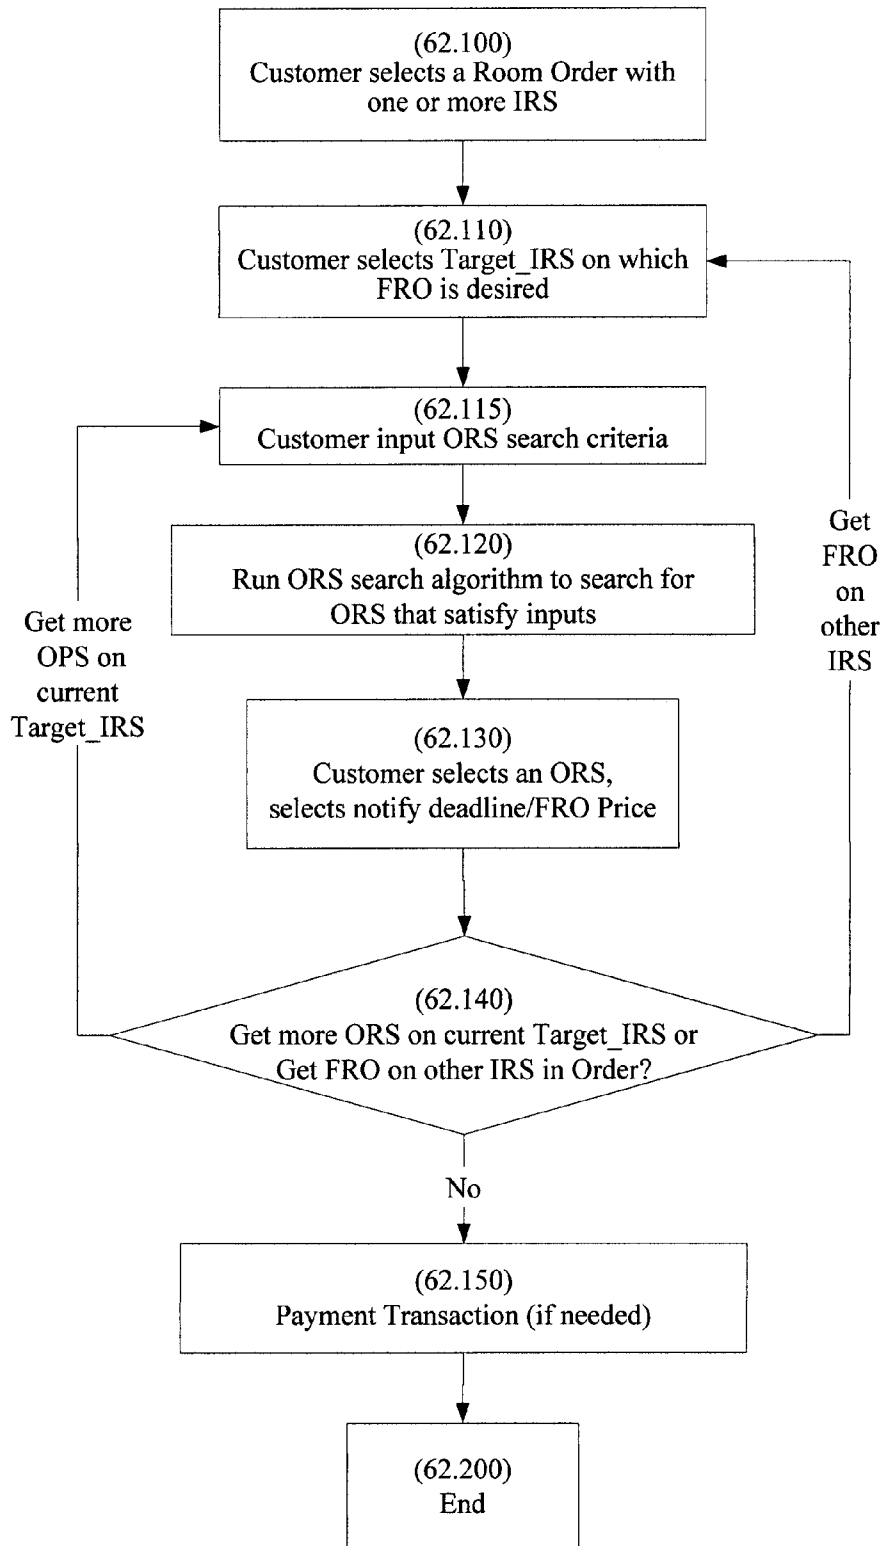 (62.100)
Customer selects a Room Order with
one or more IRS
(62.110)
Customer selects Target_IRS on which
FRO is desired
(62.115)
Customer input ORS search criteria
(62.120)
Run ORS search algorithm to search for
ORS that satisfy inputs
(62.130)
Customer selects an ORS,
selects notify deadline/FRO Price
Get more
OPS on
current
Target_IRS
Get
FRO
on
other
IRS
(62.140)
Get more ORS on current Target_IRS or
Get FRO on other IRS in Order?
No
(62.150)
Payment Transaction (if needed)
(62.200)
End